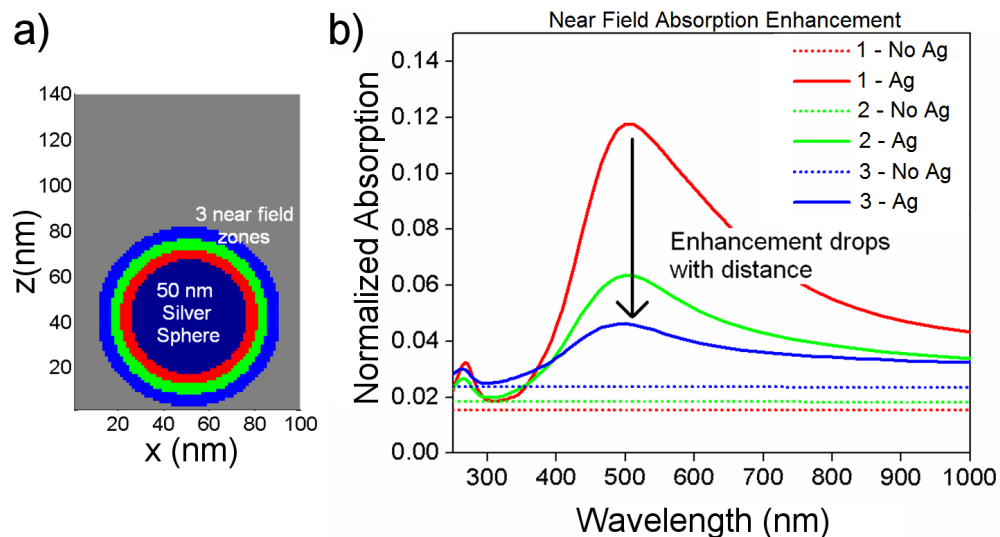 a)
140
120
100
80
60
40
20
z(nm)
3 near field
zones
50 nm
Silver
Sphere
20 40 60 80 100
x (nm)
b)
Near Field Absorption Enhancement
Normalized Absorption
0.14
0.12
0.10
0.08
0.06
0.04
0.02
0.00
1 - No Ag
1 - Ag
2 - No Ag
2 - Ag
3 - No Ag
3 - Ag
Enhancement drops
with distance
300 400 500 600 700 800 900 1000
Wavelength (nm)